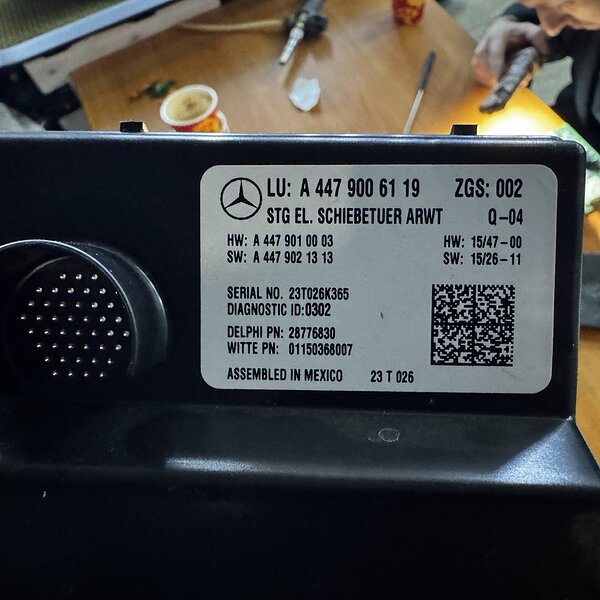 LU: A 447 900 61 19 ZGS: 002
STG EL. SCHIEBETUER ARWT Q-04
HW: A 447 901 00 03 HW: 15/47-00
SW: A 447 902 13 13 SW: 15/26-11
SERIAL NO. 23T026K365
DIAGNOSTIC ID:0302
DELPHI PN: 28776830
WITTE PN: 01150368007
ASSEMBLED IN MEXICO 23 T 026